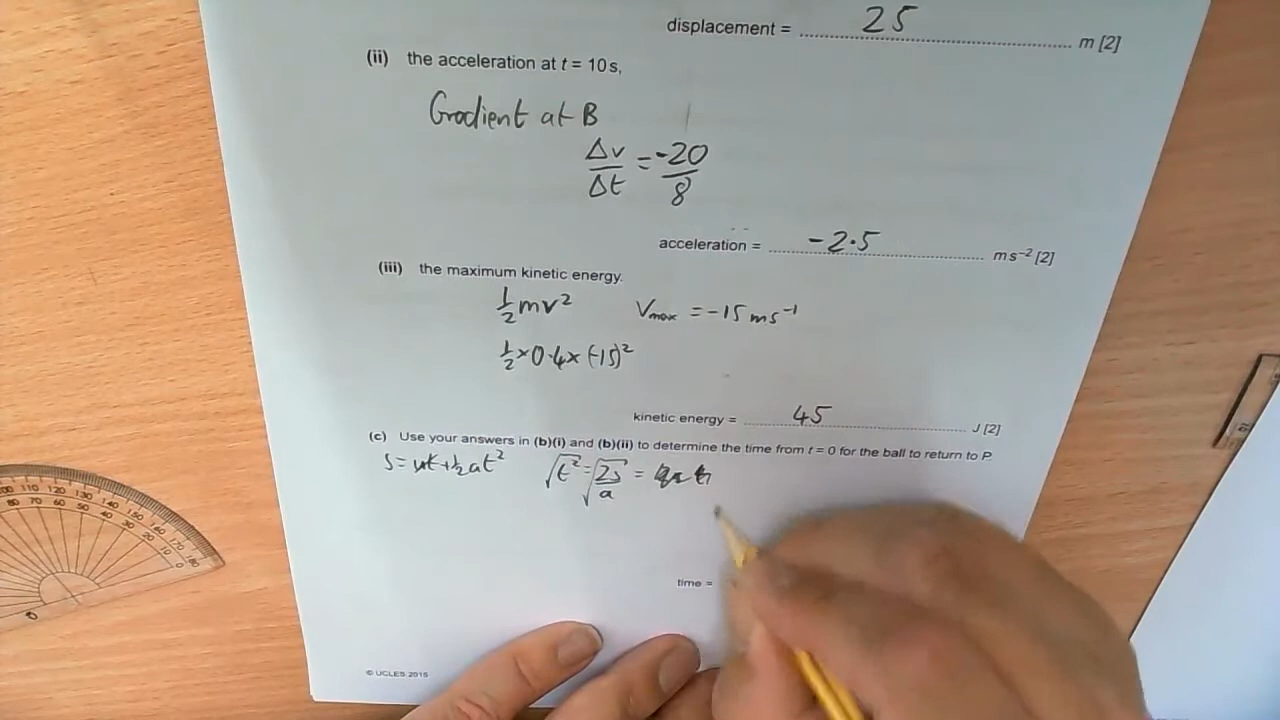 displacement = 25 m [2]
(ii) the acceleration at t = 10 s,
Gradient at B
Δv/Δt = -20/8
acceleration = -2.5 m s⁻² [2]
(iii) the maximum kinetic energy.
½mv² Vmax = -15 ms⁻¹
½ × 0.4 × (-15)²
kinetic energy = 45 J [2]
(c) Use your answers in (b)(i) and (b)(ii) to determine the time from t = 0 for the ball to return to P.
s = ut + ½at² √t² = √2s/a =
time =
© UCLES 2015